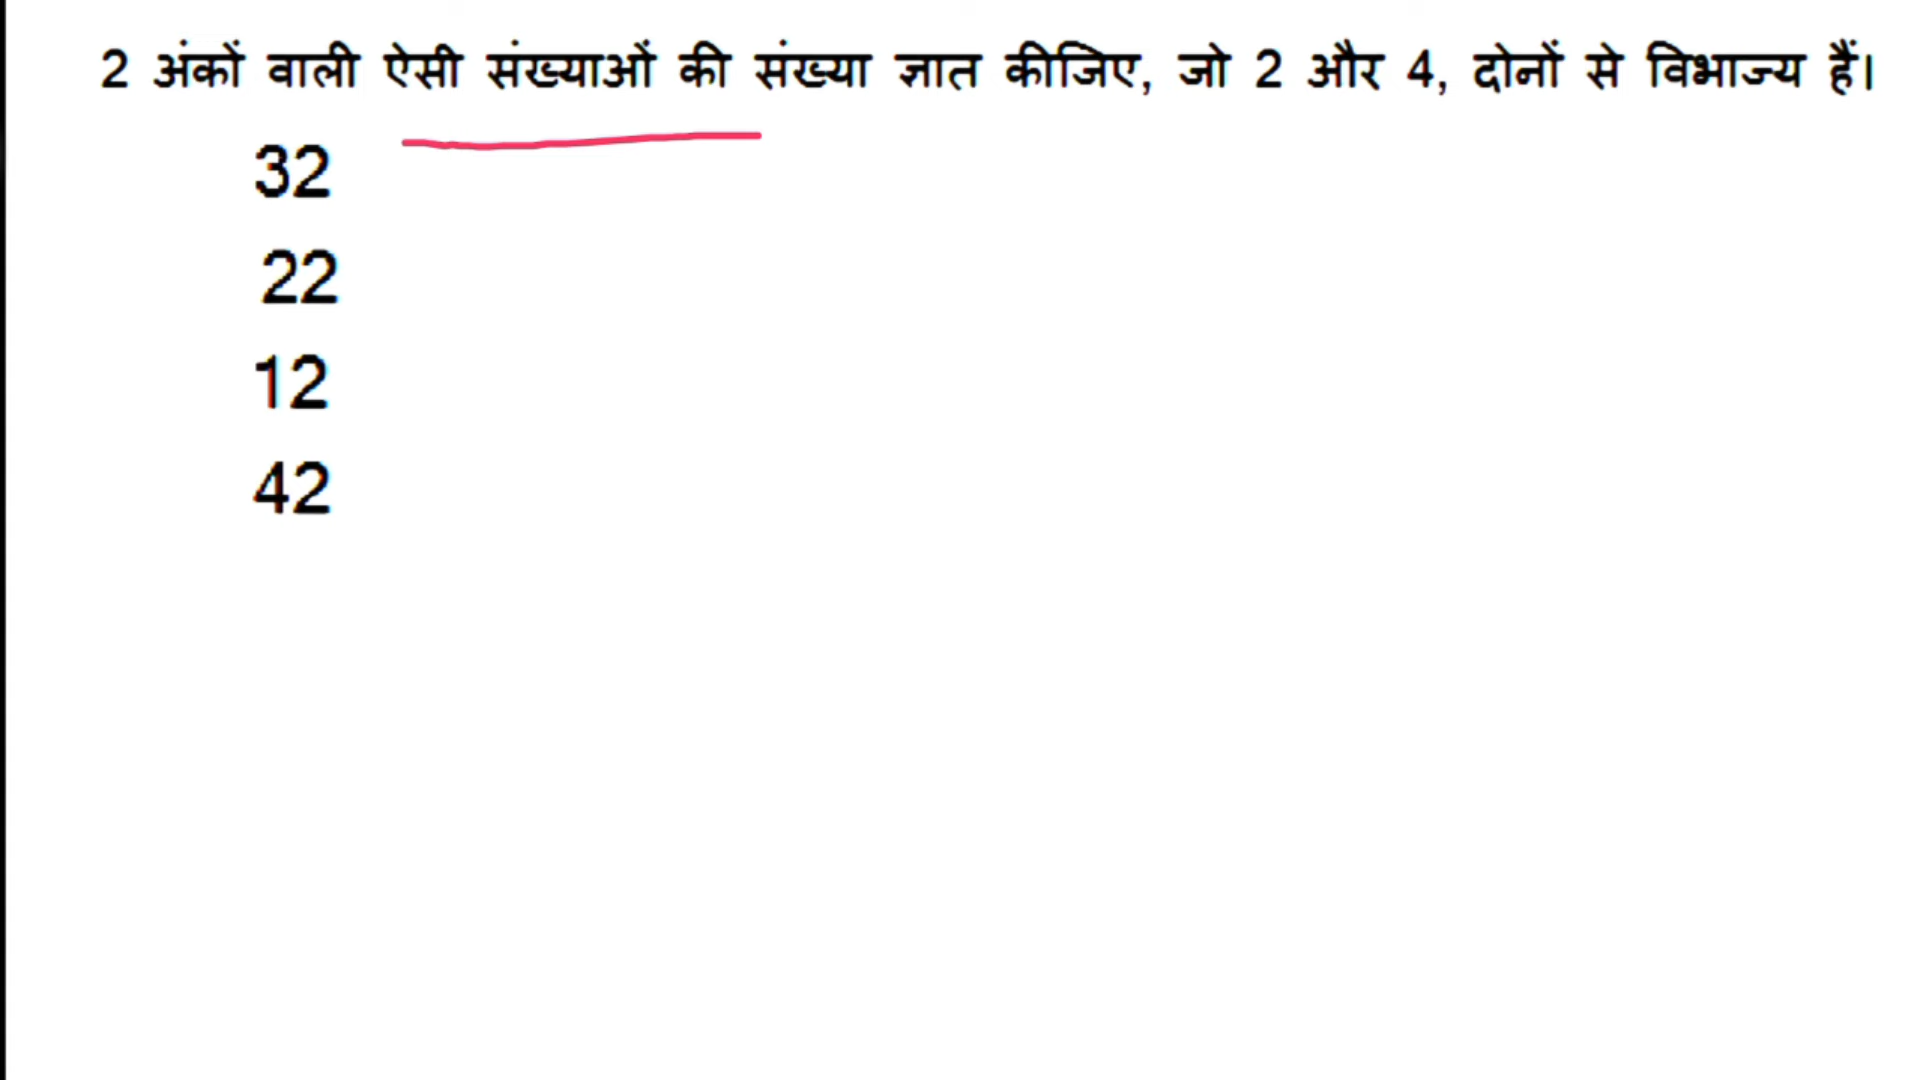 2 अंकों वाली ऐसी संख्याओं की संख्या ज्ञात कीजिए, जो 2 और 4, दोनों से विभाज्य हैं।
32
22
12
42